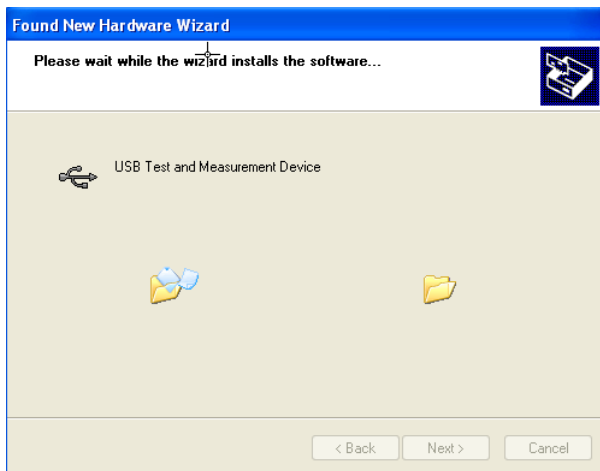 Found New Hardware Wizard
Please wait while the wizard installs the software...
USB Test and Measurement Device
< Back
Next >
Cancel